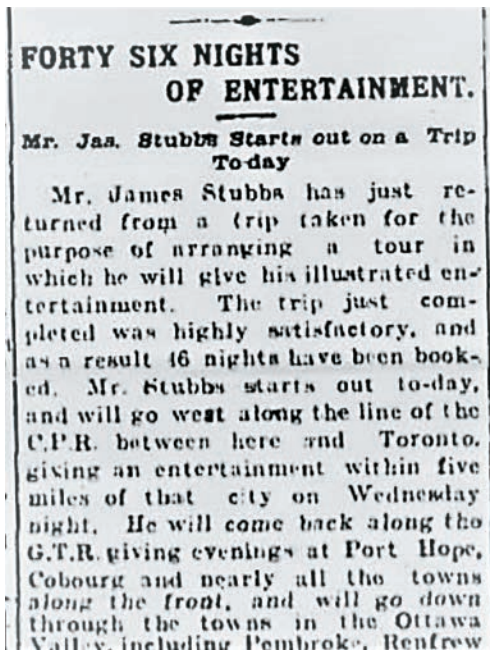 FORTY SIX NIGHTS
OF ENTERTAINMENT.
Mr. Jas. Stubbs Starts out on a Trip
To-day
Mr. James Stubbs has just re-
turned from a trip taken for the
purpose of arranging a tour in
which he will give his illustrated en-
tertainment. The trip just com-
pleted was highly satisfactory, and
as a result 46 nights have been book-
ed. Mr. Stubbs starts out to-day,
and will go west along the line of the
C.P.R. between here and Toronto,
giving an entertainment within five
miles of that city on Wednesday
night. He will come back along the
G.T.R. giving evenings at Port Hope,
Cobourg and nearly all the towns
along the front, and will go down
through the towns in the Ottawa
Valley, including Pembroke, Renfrew